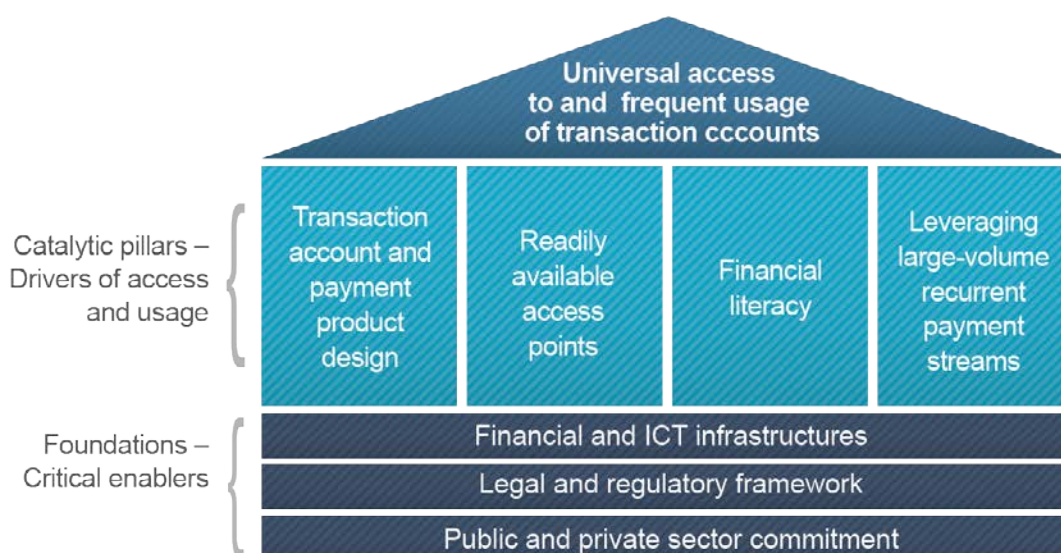 Universal access
to and frequent usage
of transaction cccounts
Catalytic pillars –
Drivers of access
and usage
Transaction
account and
payment
product
design
Readily
available
access
points
Financial
literacy
Leveraging
large-volume
recurrent
payment
streams
Foundations –
Critical enablers
Financial and ICT infrastructures
Legal and regulatory framework
Public and private sector commitment